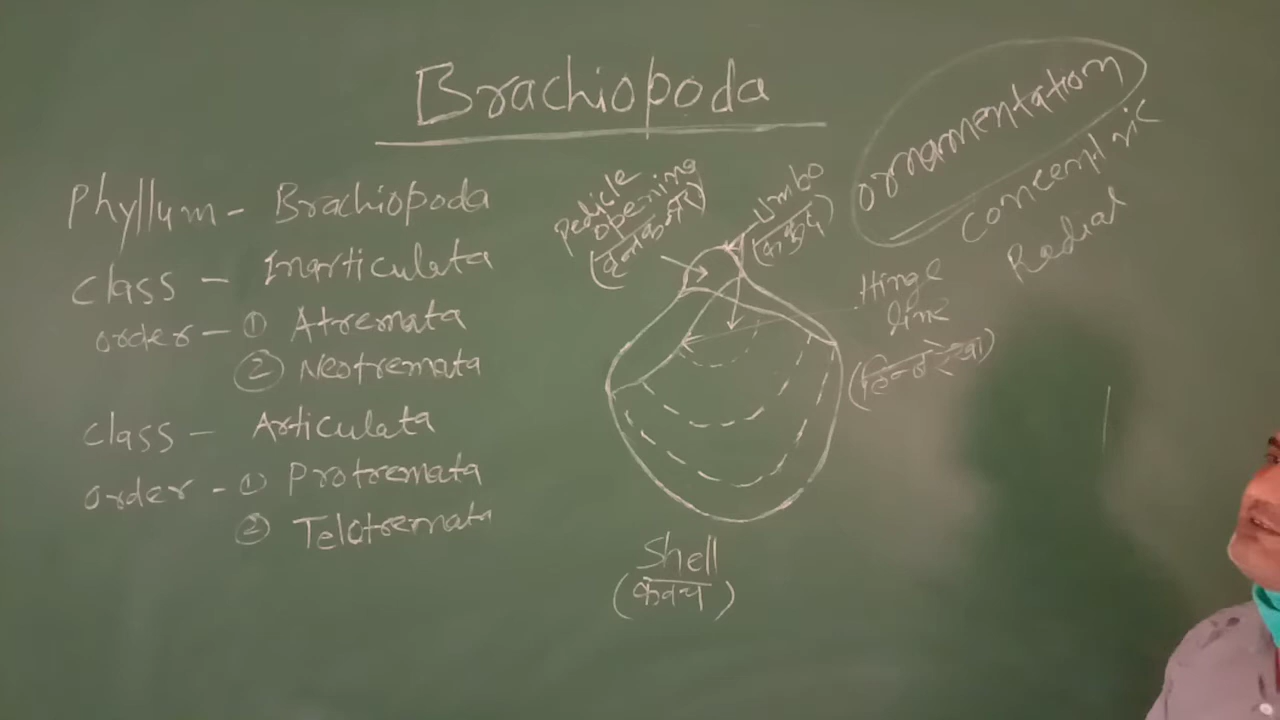 Brachiopoda
Phyllum - Brachiopoda
class - Inarticulata
order - ① Atremata
② Neotremata
class - Articulata
order - ① Protremata
② Telotremata
Pedicle
opening
Umbo
(ककुद)
Hinge
line
Shell
(कवच)
ornamentation
Radial